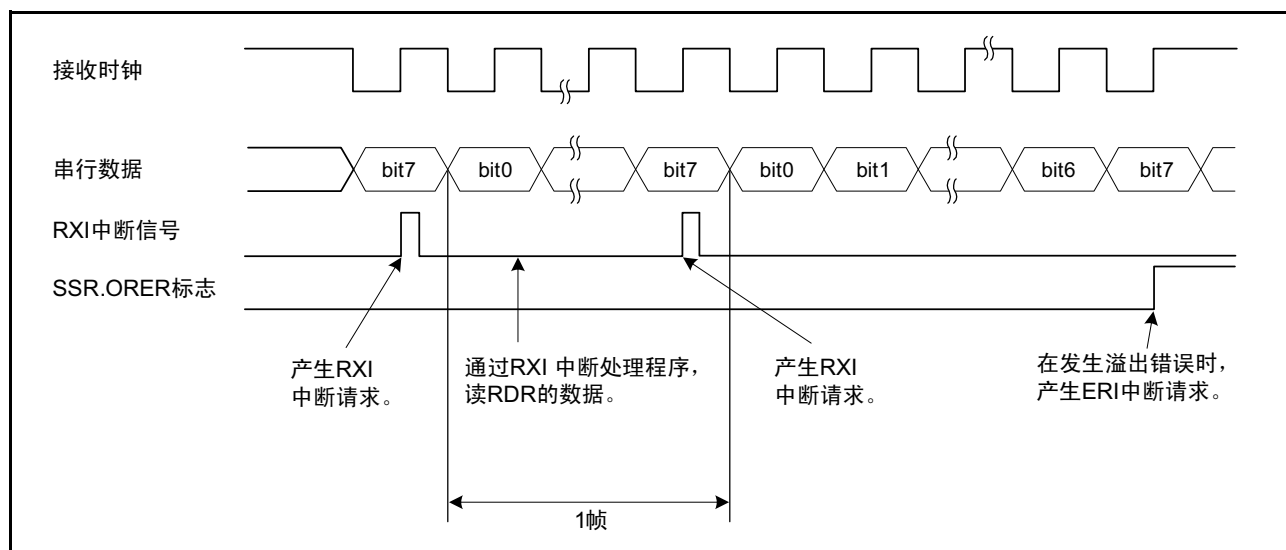 接收时钟
串行数据
bit7
bit0
bit7
bit0
bit1
bit6
bit7
RXI中断信号
SSR.ORER标志
产生RXI
中断请求。
通过RXI 中断处理程序，
读RDR的数据。
产生RXI
中断请求。
在发生溢出错误时，
产生ERI中断请求。
1帧